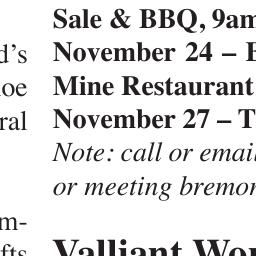 d's
oe
ral
m-
fts
Sale & BBQ, 9am
November 24 – 
Mine Restaurant
November 27 – T
Note: call or email
or meeting bremor
Valliant Wor